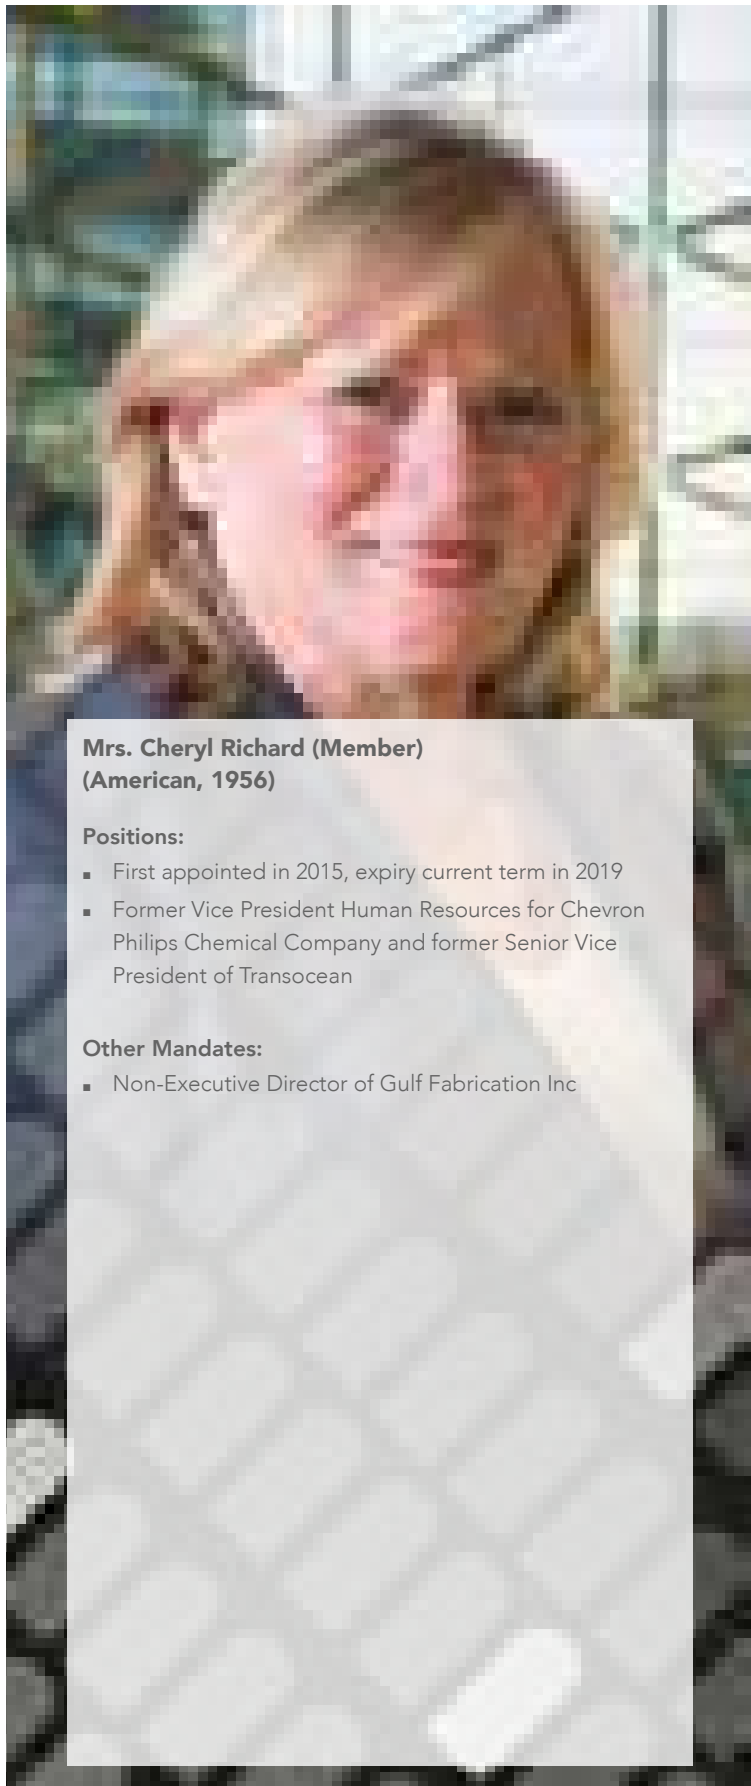 Mrs. Cheryl Richard (Member)
(American, 1956)
Positions:
▪ First appointed in 2015, expiry current term in 2019
▪ Former Vice President Human Resources for Chevron
Philips Chemical Company and former Senior Vice
President of Transocean
Other Mandates:
▪ Non-Executive Director of Gulf Fabrication Inc